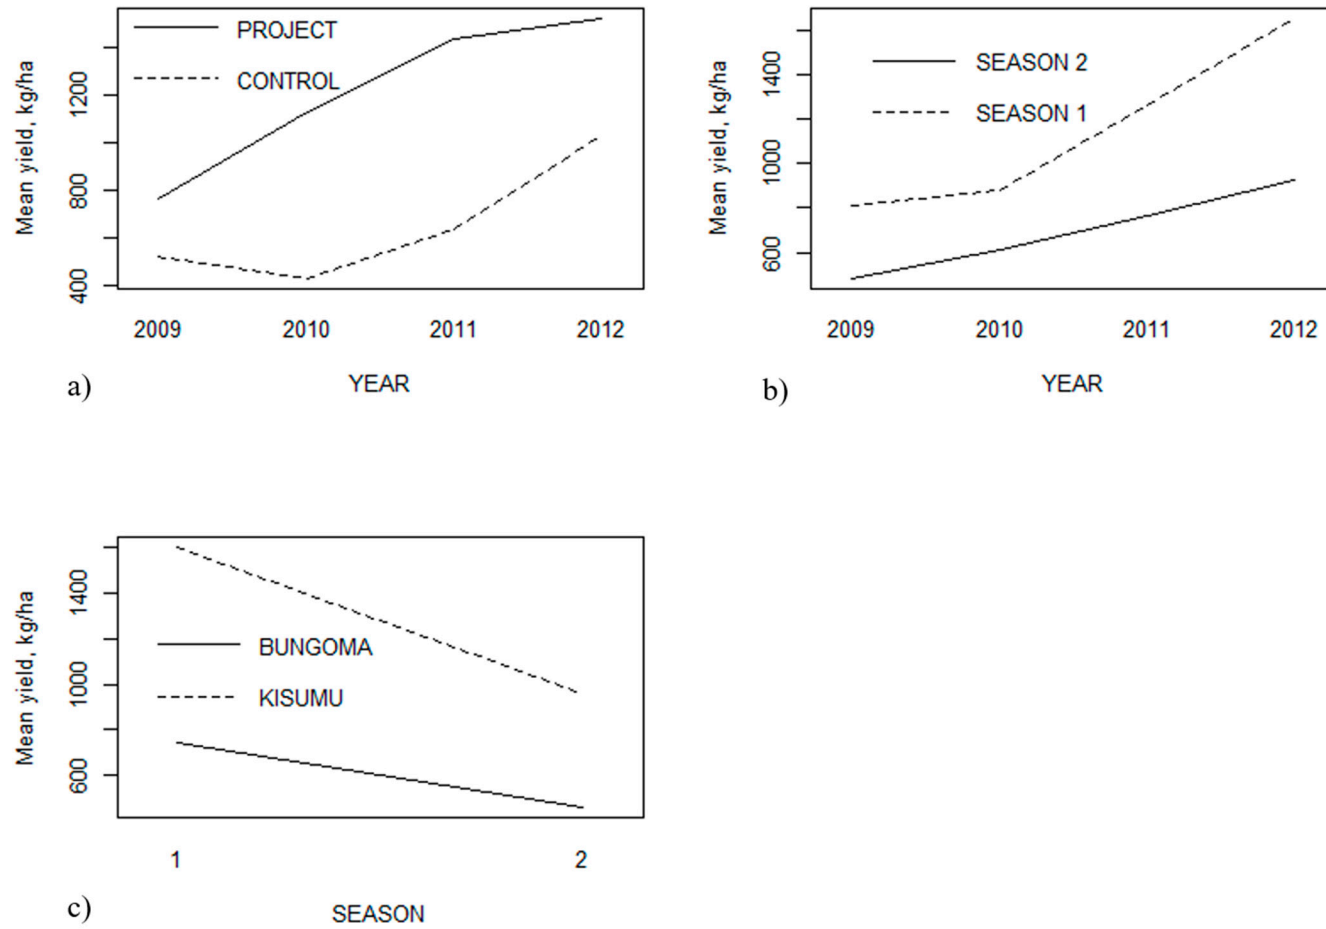 PROJECT
CONTROL
Mean yield, kg/ha
400
800
1200
2009 2010 2011 2012
YEAR
a)
SEASON 2
SEASON 1
Mean yield, kg/ha
600
1000
1400
2009 2010 2011 2012
YEAR
b)
BUNGOMA
KISUMU
Mean yield, kg/ha
600
1000
1400
1 2
SEASON
c)